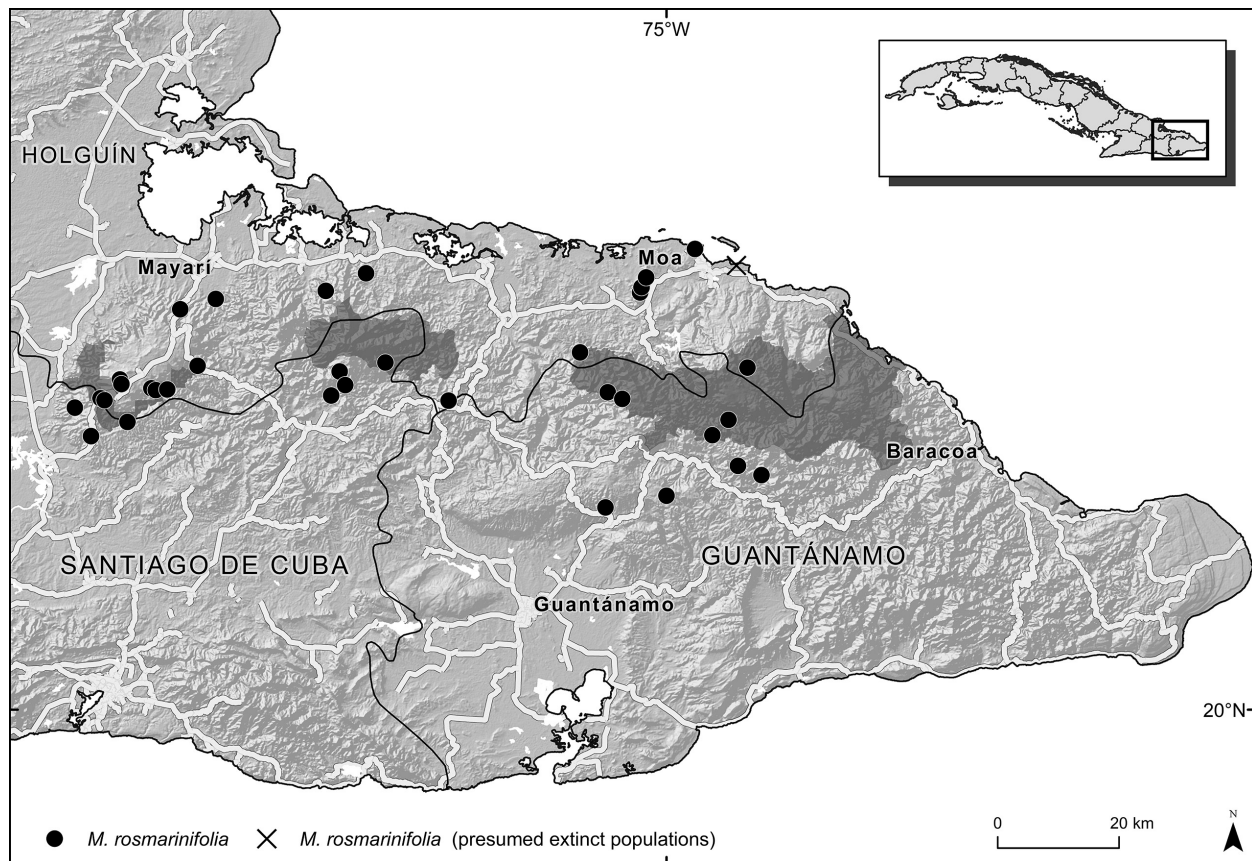 75°W
HOLGUÍN
Mayarí
Moa
Baracoa
SANTIAGO DE CUBA
GUANTÁNAMO
Guantánamo
20°N
M. rosmarinifolia
M. rosmarinifolia (presumed extinct populations)
0 20 km
N